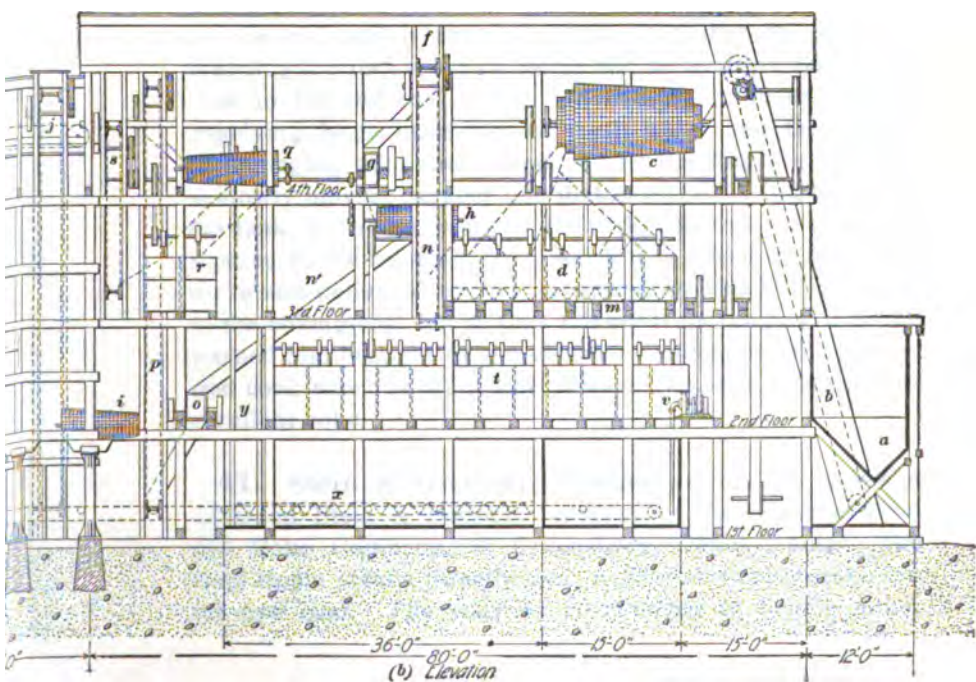 f
j
s
q
g
c
4th Floor
h
r
n
d
n'
3rd Floor
m
p
t
o
y
v
b
i
2nd Floor
a
x
1st Floor
36'-0" 15'-0" 15'-0" 12'-0"
0" 80'-0"
(b) Elevation